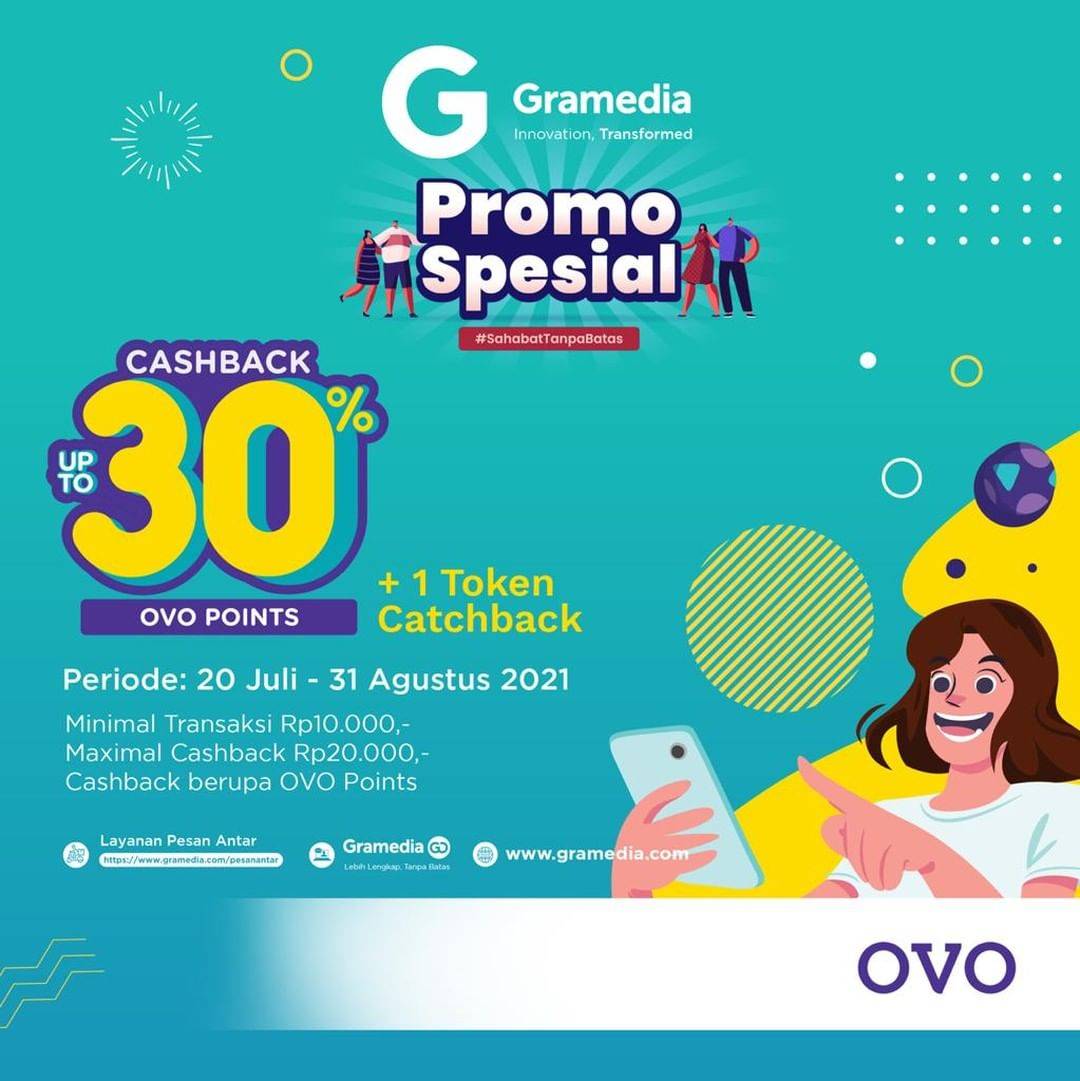 G Gramedia
Innovation, Transformed
Promo
Spesial
#SahabatTanpaBatas
CASHBACK
UP TO 30%
OVO POINTS
+ 1 Token
Catchback
Periode: 20 Juli - 31 Agustus 2021
Minimal Transaksi Rp10.000,-
Maximal Cashback Rp20.000,-
Cashback berupa OVO Points
Layanan Pesan Antar
https://www.gramedia.com/pesanantar
Gramedia GO
Lebih Lengkap, Tanpa Batas
www.gramedia.com
OVO